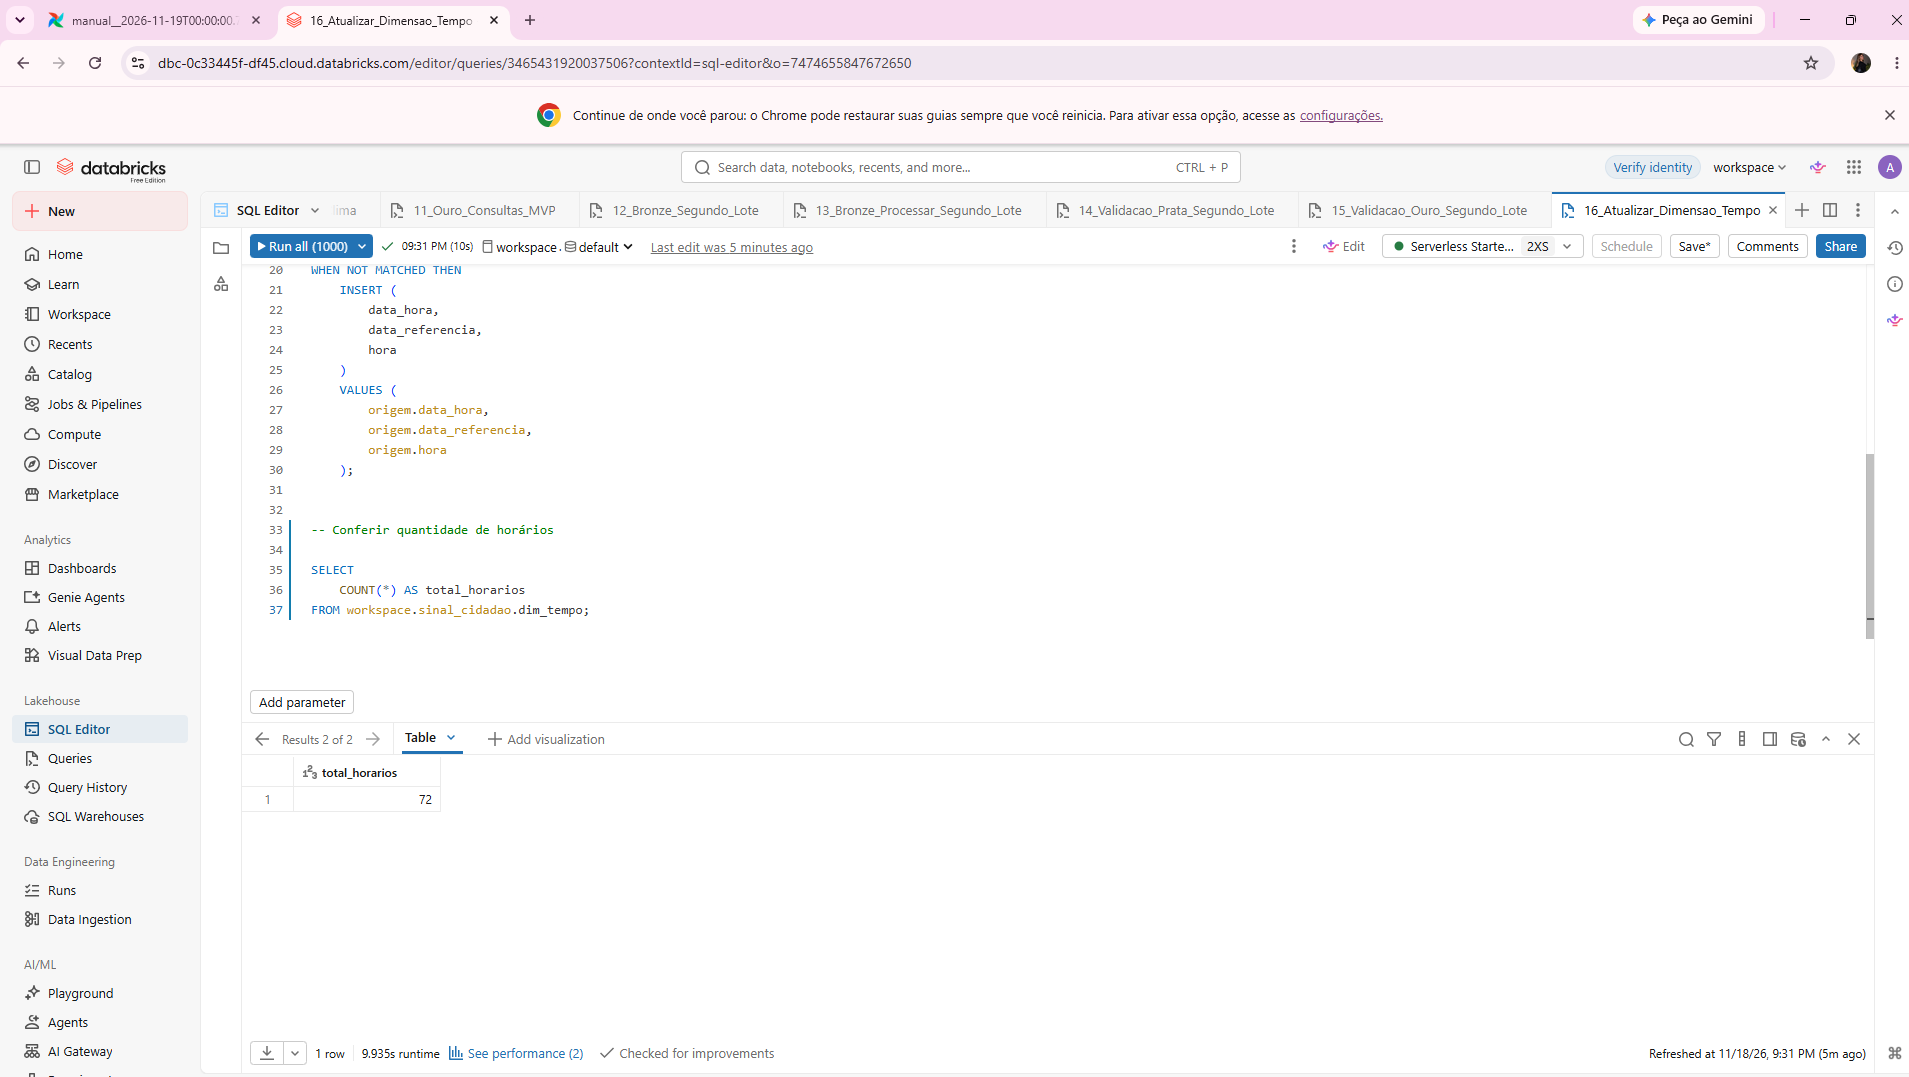 manual__2026-11-19T00:00:00.
16_Atualizar_Dimensao_Tempo
Peça ao Gemini
dbc-0c33445f-df45.cloud.databricks.com/editor/queries/3465431920037506?contextId=sql-editor&o=7474655847672650
Continue de onde você parou: o Chrome pode restaurar suas guias sempre que você reinicia. Para ativar essa opção, acesse as configurações.
databricks
Free Edition
Search data, notebooks, recents, and more... CTRL + P
Verify identity
workspace
A
New
Home
Learn
Workspace
Recents
Catalog
Jobs & Pipelines
Compute
Discover
Marketplace
Analytics
Dashboards
Genie Agents
Alerts
Visual Data Prep
Lakehouse
SQL Editor
Queries
Query History
SQL Warehouses
Data Engineering
Runs
Data Ingestion
AI/ML
Playground
Agents
AI Gateway
SQL Editor
lima
11_Ouro_Consultas_MVP
12_Bronze_Segundo_Lote
13_Bronze_Processar_Segundo_Lote
14_Validacao_Prata_Segundo_Lote
15_Validacao_Ouro_Segundo_Lote
16_Atualizar_Dimensao_Tempo
Run all (1000)
09:31 PM (10s)
workspace . default
Last edit was 5 minutes ago
Edit
Serverless Starte... 2XS
Schedule
Save*
Comments
Share
20 WHEN NOT MATCHED THEN
21 INSERT (
22 data_hora,
23 data_referencia,
24 hora
25 )
26 VALUES (
27 origem.data_hora,
28 origem.data_referencia,
29 origem.hora
30 );
31
32
33 -- Conferir quantidade de horários
34
35 SELECT
36 COUNT(*) AS total_horarios
37 FROM workspace.sinal_cidadao.dim_tempo;
Add parameter
Results 2 of 2
Table
Add visualization
123 total_horarios
1 72
1 row
9.935s runtime
See performance (2)
Checked for improvements
Refreshed at 11/18/26, 9:31 PM (5m ago)